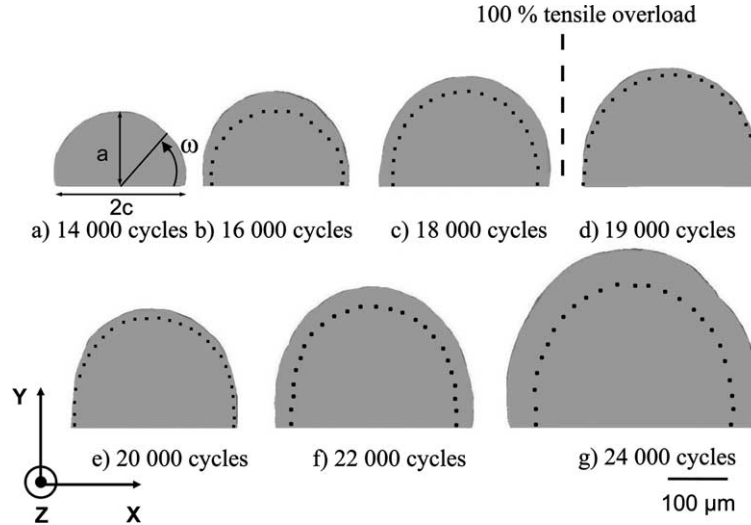 100 % tensile overload
a
ω
2c
a) 14 000 cycles b) 16 000 cycles c) 18 000 cycles d) 19 000 cycles
Y
Z
X
e) 20 000 cycles f) 22 000 cycles g) 24 000 cycles
100 µm